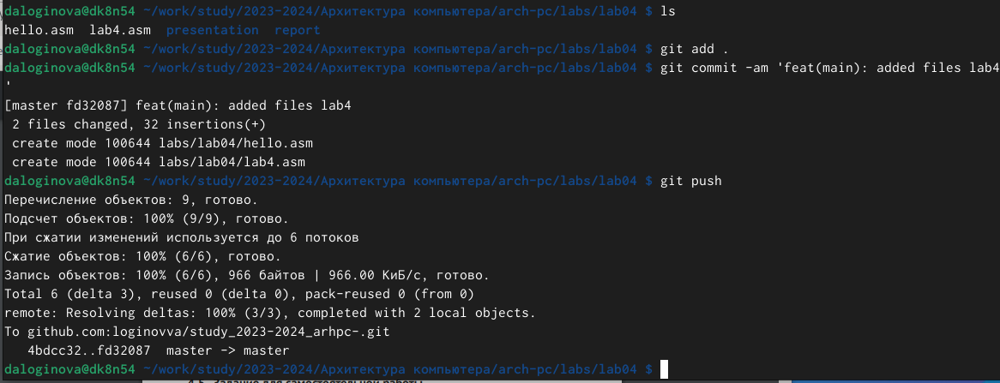 daloginova@dk8n54 ~/work/study/2023-2024/Архитектура компьютера/arch-pc/labs/lab04 $ ls
hello.asm  lab4.asm  presentation  report
daloginova@dk8n54 ~/work/study/2023-2024/Архитектура компьютера/arch-pc/labs/lab04 $ git add .
daloginova@dk8n54 ~/work/study/2023-2024/Архитектура компьютера/arch-pc/labs/lab04 $ git commit -am 'feat(main): added files lab4
'
[master fd32087] feat(main): added files lab4
 2 files changed, 32 insertions(+)
 create mode 100644 labs/lab04/hello.asm
 create mode 100644 labs/lab04/lab4.asm
daloginova@dk8n54 ~/work/study/2023-2024/Архитектура компьютера/arch-pc/labs/lab04 $ git push
Перечисление объектов: 9, готово.
Подсчет объектов: 100% (9/9), готово.
При сжатии изменений используется до 6 потоков
Сжатие объектов: 100% (6/6), готово.
Запись объектов: 100% (6/6), 966 байтов | 966.00 КиБ/с, готово.
Total 6 (delta 3), reused 0 (delta 0), pack-reused 0 (from 0)
remote: Resolving deltas: 100% (3/3), completed with 2 local objects.
To github.com:loginovva/study_2023-2024_arhpc-.git
   4bdcc32..fd32087  master -> master
daloginova@dk8n54 ~/work/study/2023-2024/Архитектура компьютера/arch-pc/labs/lab04 $